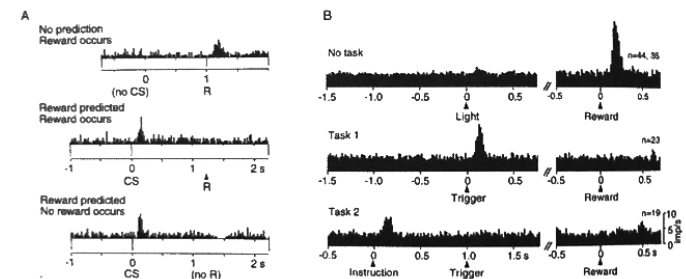 A
No prediction
Reward occurs
0 1
(no CS) R
Reward predicted
Reward occurs
-1 0 1 2 s
CS R
Reward predicted
No reward occurs
-1 0 1 2 s
CS (no R)
B
No task
n=44, 35
-1.5 -1.0 -0.5 0 0.5 -0.5 0 0.5
Light Reward
Task 1
n=23
-1.5 -1.0 -0.5 0 0.5 -0.5 0 0.5
Trigger Reward
Task 2
n=19
10
5
0
imp/s
-0.5 0 0.5 1.0 1.5 s -0.5 0 0.5 s
Instruction Trigger Reward